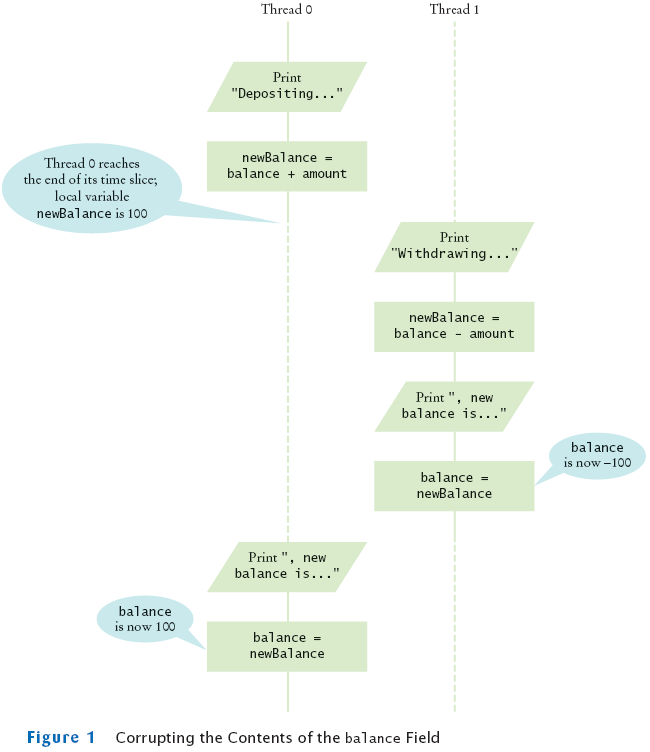 Thread 0
Thread 1
Print
"Depositing..."
newBalance =
balance + amount
Thread 0 reaches
the end of its time slice;
local variable
newBalance is 100
Print
"Withdrawing..."
newBalance =
balance - amount
Print ", new
balance is..."
balance
is now –100
balance =
newBalance
Print ", new
balance is..."
balance
is now 100
balance =
newBalance
Figure 1 Corrupting the Contents of the balance Field